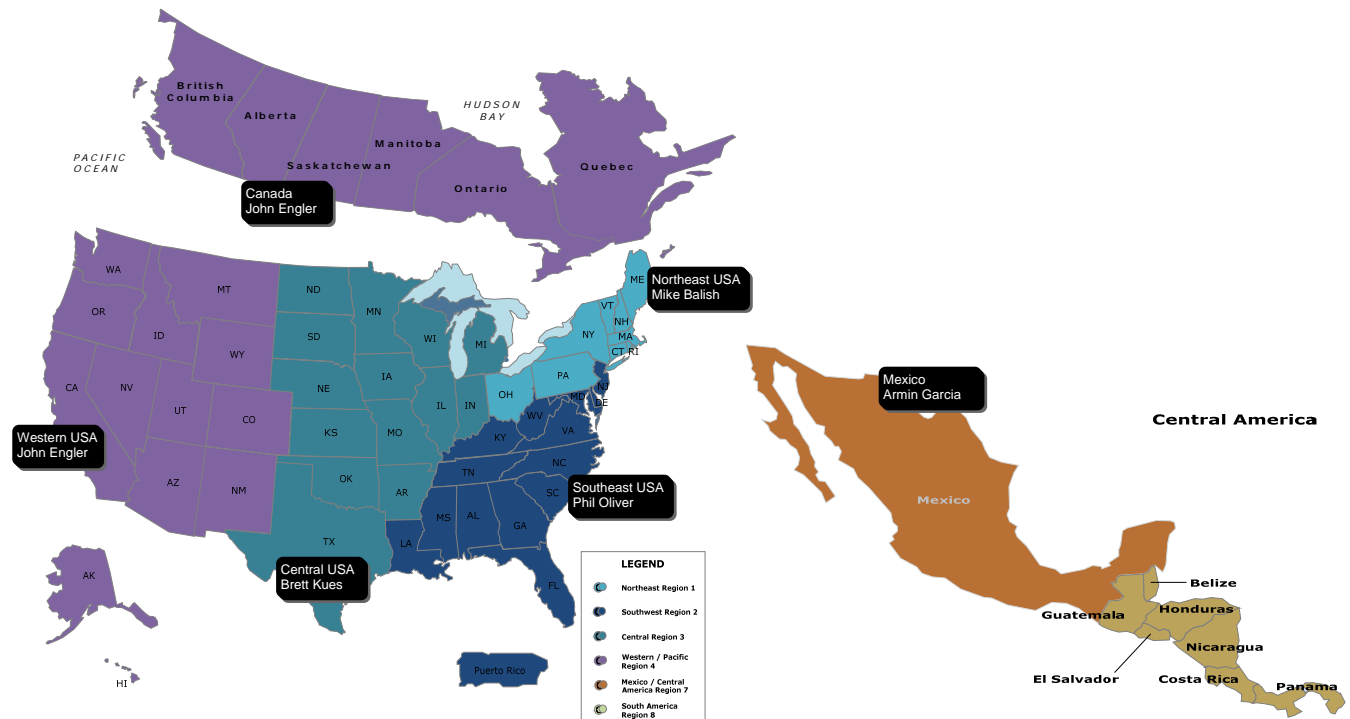 British
Columbia
Alberta
Saskatchewan
Manitoba
Ontario
Quebec
HUDSON
BAY
PACIFIC
OCEAN
Canada
John Engler
WA
OR
ID
MT
WY
CA
NV
UT
CO
AZ
NM
AK
HI
Western USA
John Engler
ND
SD
NE
KS
OK
TX
MN
IA
MO
AR
WI
IL
IN
MI
Central USA
Brett Kues
ME
VT
NH
MA
CT
RI
NY
PA
OH
Northeast USA
Mike Balish
NJ
DE
MD
WV
VA
KY
TN
NC
SC
MS
AL
GA
LA
FL
Southeast USA
Phil Oliver
Puerto Rico
LEGEND
Northeast Region 1
Southwest Region 2
Central Region 3
Western / Pacific
Region 4
Mexico / Central
America Region 7
South America
Region 8
Mexico
Armin Garcia
Mexico
Central America
Belize
Guatemala
Honduras
Nicaragua
El Salvador
Costa Rica
Panama